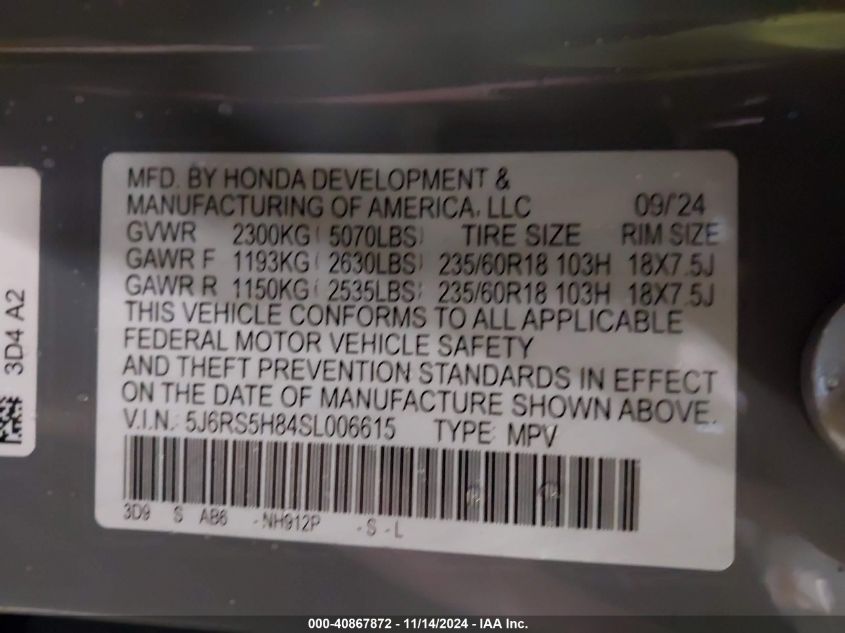 3D4 A2
MFD. BY HONDA DEVELOPMENT &
MANUFACTURING OF AMERICA, LLC 09/'24
GVWR 2300KG( 5070LBS) TIRE SIZE RIM SIZE
GAWR F 1193KG( 2630LBS) 235/60R18 103H 18X7.5J
GAWR R 1150KG( 2535LBS) 235/60R18 103H 18X7.5J
THIS VEHICLE CONFORMS TO ALL APPLICABLE
FEDERAL MOTOR VEHICLE SAFETY
AND THEFT PREVENTION STANDARDS IN EFFECT
ON THE DATE OF MANUFACTURE SHOWN ABOVE.
V.I.N.: 5J6RS5H84SL006615 TYPE: MPV
3D9 S AB6 -NH912P -S -L
000-40867872 - 11/14/2024 - IAA Inc.